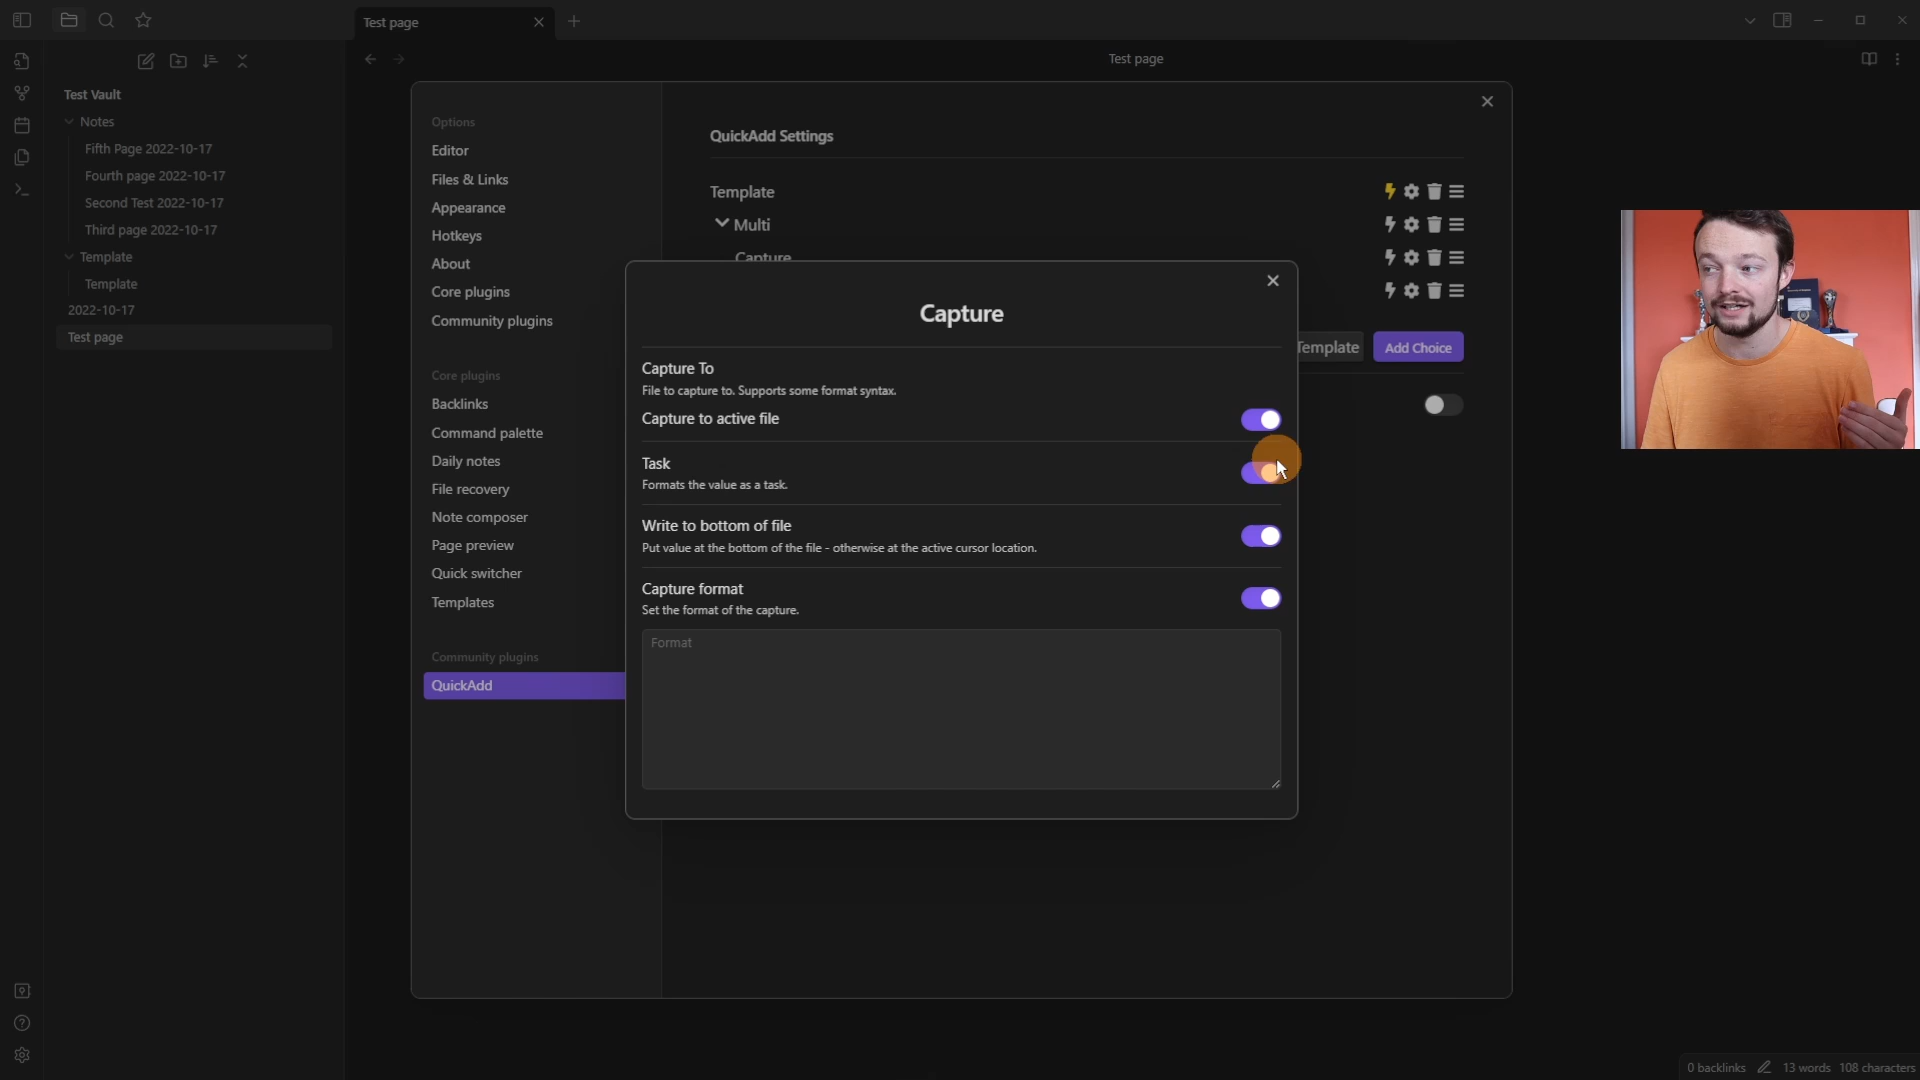 Test page
Test page
Test Vault
Notes
Fifth Page 2022-10-17
Fourth page 2022-10-17
Second Test 2022-10-17
Third page 2022-10-17
Template
Template
2022-10-17
Test page
Options
Editor
Files & Links
Appearance
Hotkeys
About
Core plugins
Community plugins
Core plugins
Backlinks
Command palette
Daily notes
File recovery
Note composer
Page preview
Quick switcher
Templates
Community plugins
QuickAdd
QuickAdd Settings
Template
Multi
Capture
Template
Add Choice
Capture
Capture To
File to capture to. Supports some format syntax.
Capture to active file
Task
Formats the value as a task.
Write to bottom of file
Put value at the bottom of the file - otherwise at the active cursor location.
Capture format
Set the format of the capture.
Format
0 backlinks 13 words 108 characters